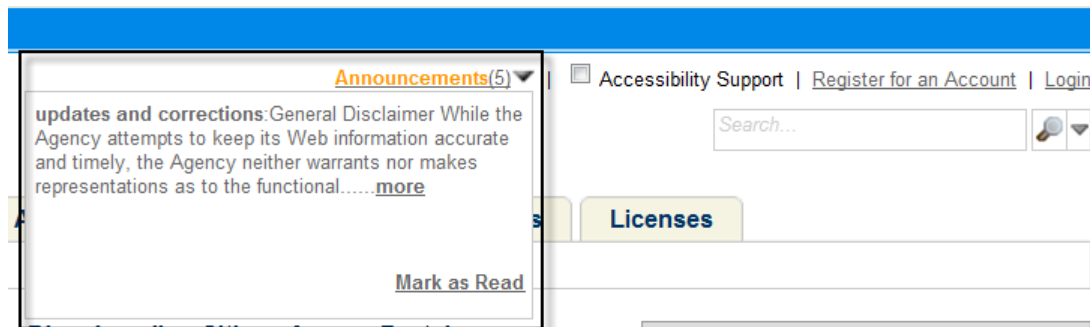 Announcements(5) | Accessibility Support | Register for an Account | Login
updates and corrections:General Disclaimer While the
Agency attempts to keep its Web information accurate
and timely, the Agency neither warrants nor makes
representations as to the functional......more
Search...
Licenses
Mark as Read